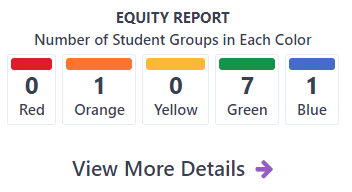 EQUITY REPORT
Number of Student Groups in Each Color
0 1 0 7 1
Red Orange Yellow Green Blue
View More Details